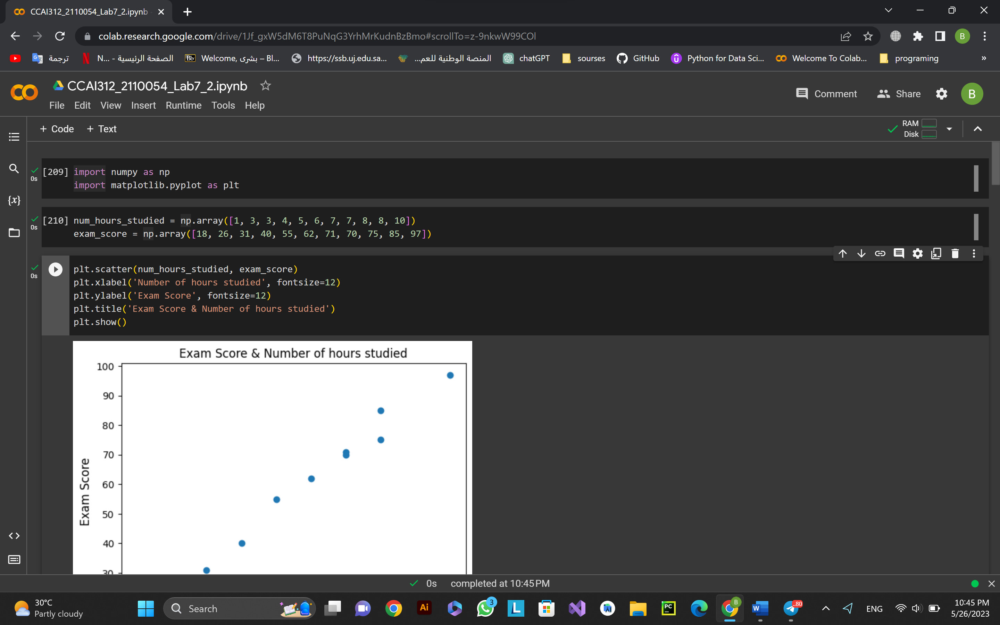 CCAI312_2110054_Lab7_2.ipynb
colab.research.google.com/drive/1Jf_gxW5dM6T8PuNqG3YrhMrKudnBzBmo#scrollTo=z-9nkwW99COl
B
ترجمة
N... - الصفحة الرئيسية
Bb Welcome, بشرى – Bl...
https://ssb.uj.edu.sa...
المنصة الوطنية للعم...
chatGPT
sourses
GitHub
Python for Data Sci...
Welcome To Colab...
programing
»
CCAI312_2110054_Lab7_2.ipynb
Comment
Share
B
File Edit View Insert Runtime Tools Help
+ Code + Text
RAM
Disk
[209] import numpy as np
0s
import matplotlib.pyplot as plt
{x}
[210] num_hours_studied = np.array([1, 3, 3, 4, 5, 6, 7, 7, 8, 8, 10])
0s
exam_score = np.array([18, 26, 31, 40, 55, 62, 71, 70, 75, 85, 97])
plt.scatter(num_hours_studied, exam_score)
0s
plt.xlabel('Number of hours studied', fontsize=12)
plt.ylabel('Exam Score', fontsize=12)
plt.title('Exam Score & Number of hours studied')
plt.show()
Exam Score & Number of hours studied
100
90
80
70
60
50
40
30
Exam Score
0s completed at 10:45 PM
30°C
Partly cloudy
Search
Ai
3
L
PC
B
W
..80
ENG
10:45 PM
5/26/2023